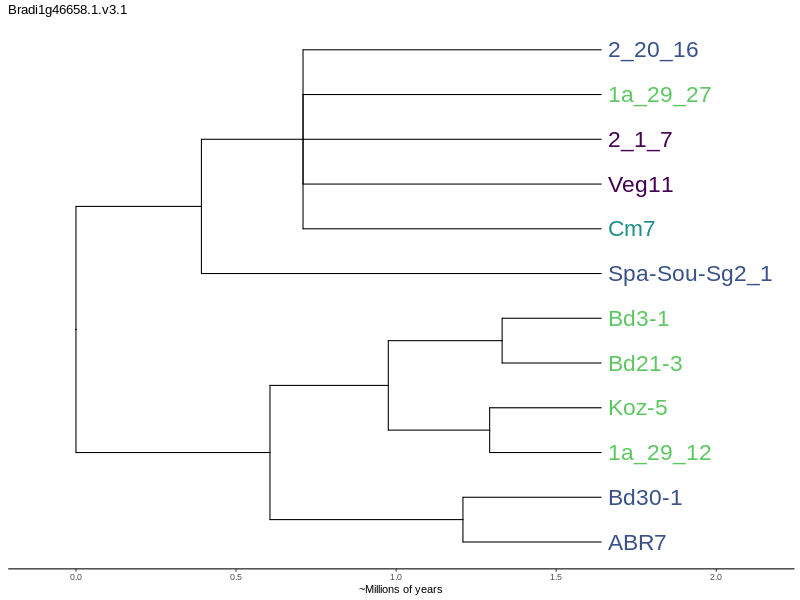 Bradi1g46658.1.v3.1
2_20_16
1a_29_27
2_1_7
Veg11
Cm7
Spa-Sou-Sg2_1
Bd3-1
Bd21-3
Koz-5
1a_29_12
Bd30-1
ABR7
0.0 0.5 1.0 1.5 2.0
~Millions of years